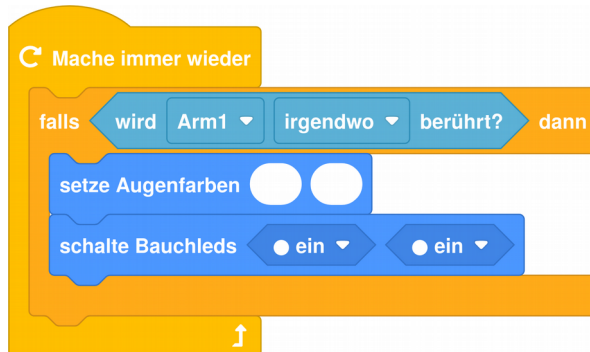 Mache immer wieder
falls wird Arm1 irgendwo berührt? dann
setze Augenfarben
schalte Bauchleds ein ein